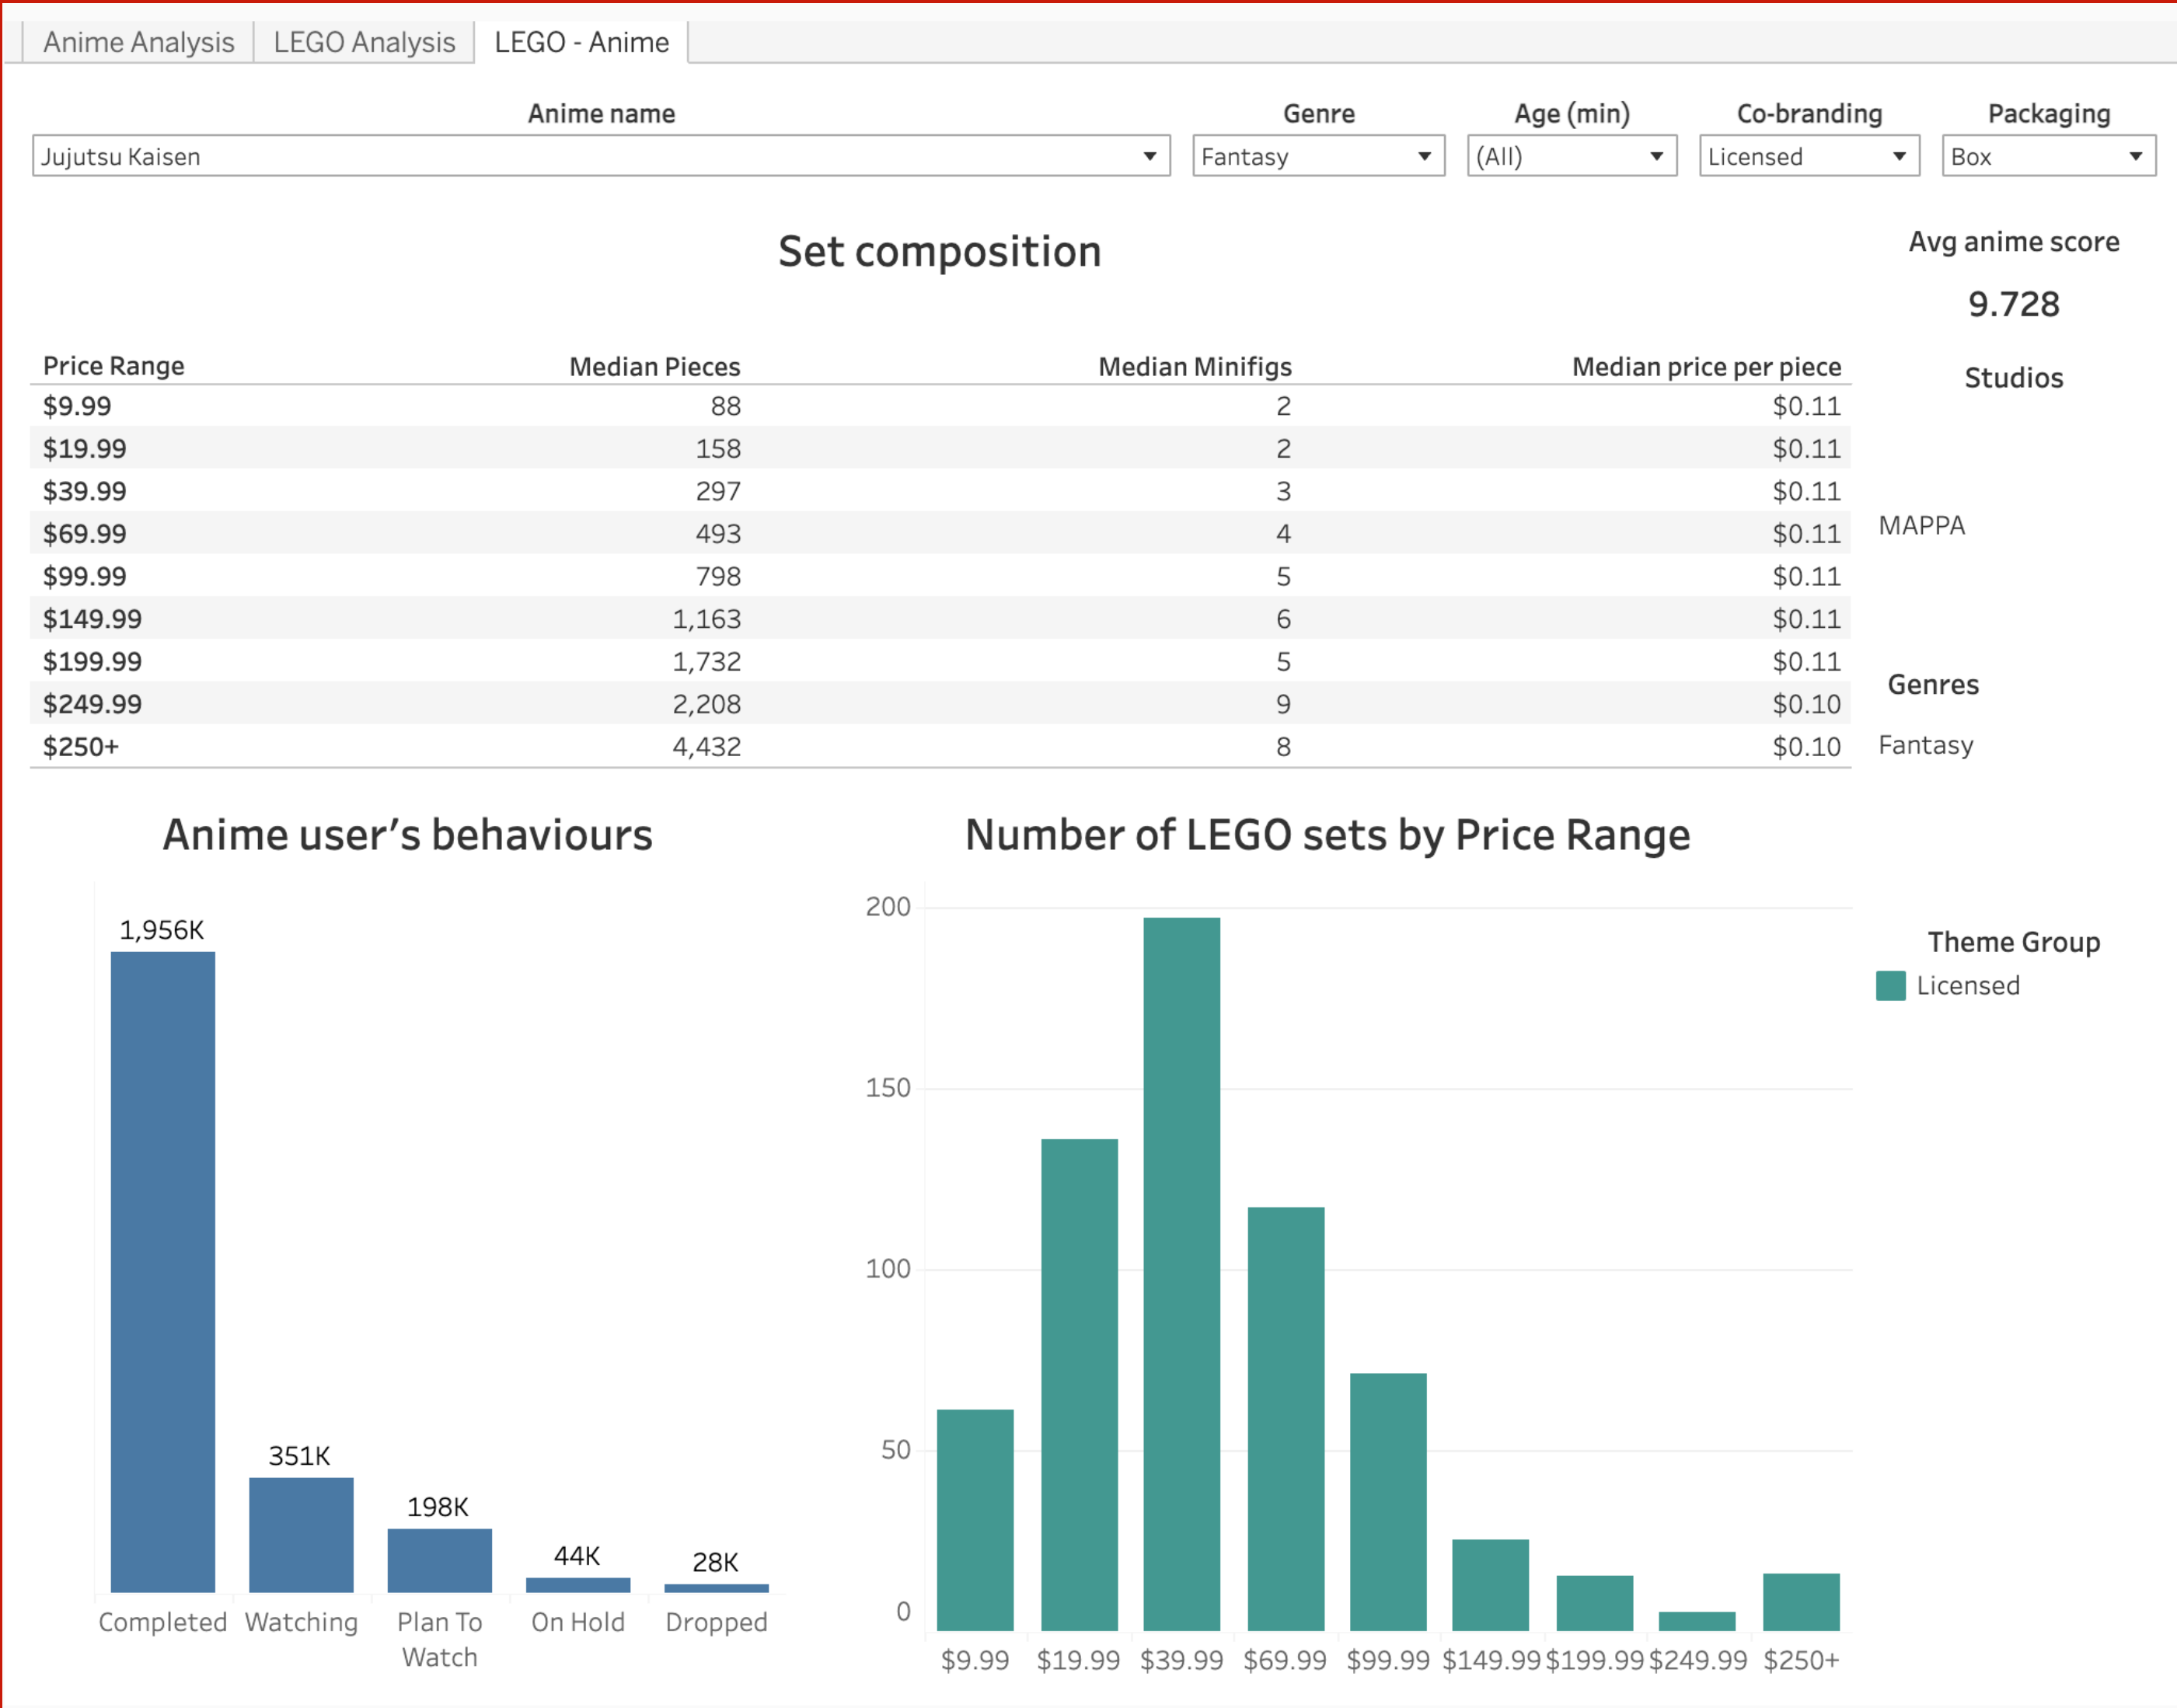 Anime Analysis LEGO Analysis LEGO - Anime
Anime name Genre Age (min) Co-branding Packaging
Jujutsu Kaisen Fantasy (All) Licensed Box
Set composition
Avg anime score
9.728
Price Range Median Pieces Median Minifigs Median price per piece
$9.99 88 2 $0.11
$19.99 158 2 $0.11
$39.99 297 3 $0.11
$69.99 493 4 $0.11
$99.99 798 5 $0.11
$149.99 1,163 6 $0.11
$199.99 1,732 5 $0.11
$249.99 2,208 9 $0.10
$250+ 4,432 8 $0.10
Studios
MAPPA
Genres
Fantasy
Anime user’s behaviours
1,956K
351K
198K
44K
28K
Completed Watching Plan To On Hold Dropped
Watch
Number of LEGO sets by Price Range
200
150
100
50
0
$9.99 $19.99 $39.99 $69.99 $99.99 $149.99 $199.99 $249.99 $250+
Theme Group
Licensed